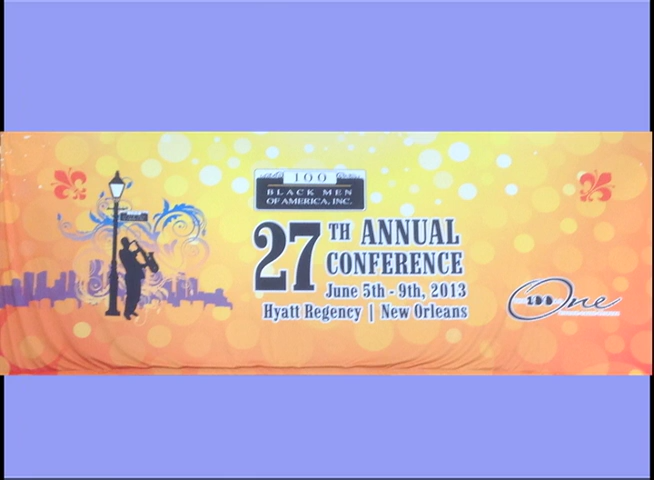 100
BLACK MEN
OF AMERICA, INC.
27TH ANNUAL
CONFERENCE
June 5th - 9th, 2013
Hyatt Regency | New Orleans
100
One